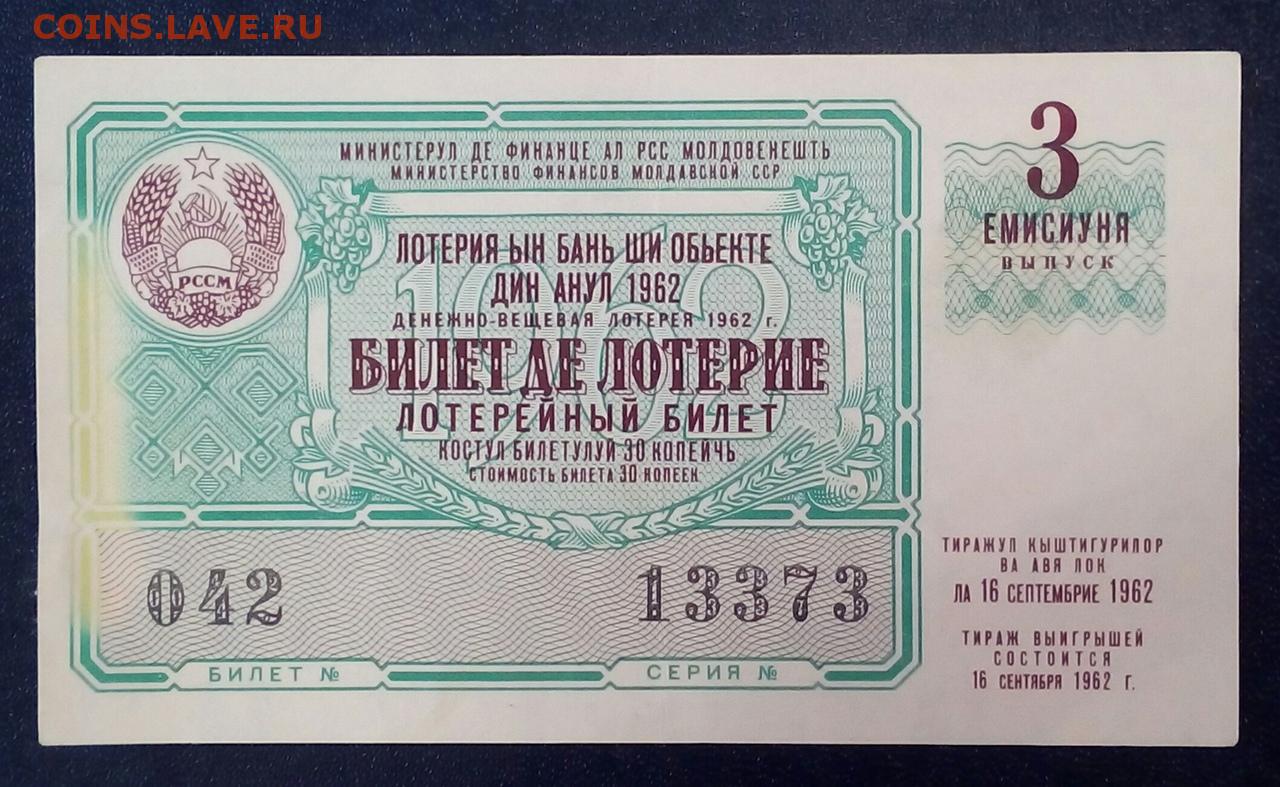 COINS.LAVE.RU
МИНИСТЕРУЛ ДЕ ФИНАНЦЕ АЛ РСС МОЛДОВЕНЕШТЬ
МИНИСТЕРСТВО ФИНАНСОВ МОЛДАВСКОЙ ССР
РССМ
1962
ЛОТЕРИЯ ЫН БАНЬ ШИ ОБЬЕКТЕ
ДИН АНУЛ 1962
ДЕНЕЖНО-ВЕЩЕВАЯ ЛОТЕРЕЯ 1962 г.
БИЛЕТ ДЕ ЛОТЕРИЕ
ЛОТЕРЕЙНЫЙ БИЛЕТ
КОСТУЛ БИЛЕТУЛУЙ 30 КОПЕЙЧЬ
СТОИМОСТЬ БИЛЕТА 30 КОПЕЕК
042 13373
БИЛЕТ № СЕРИЯ №
3
ЕМИСИУНЯ
ВЫПУСК
ТИРАЖУЛ КЫШТИГУРИЛОР
ВА АВЯ ЛОК
ЛА 16 СЕПТЕМБРИЕ 1962
ТИРАЖ ВЫИГРЫШЕЙ
СОСТОИТСЯ
16 СЕНТЯБРЯ 1962 г.